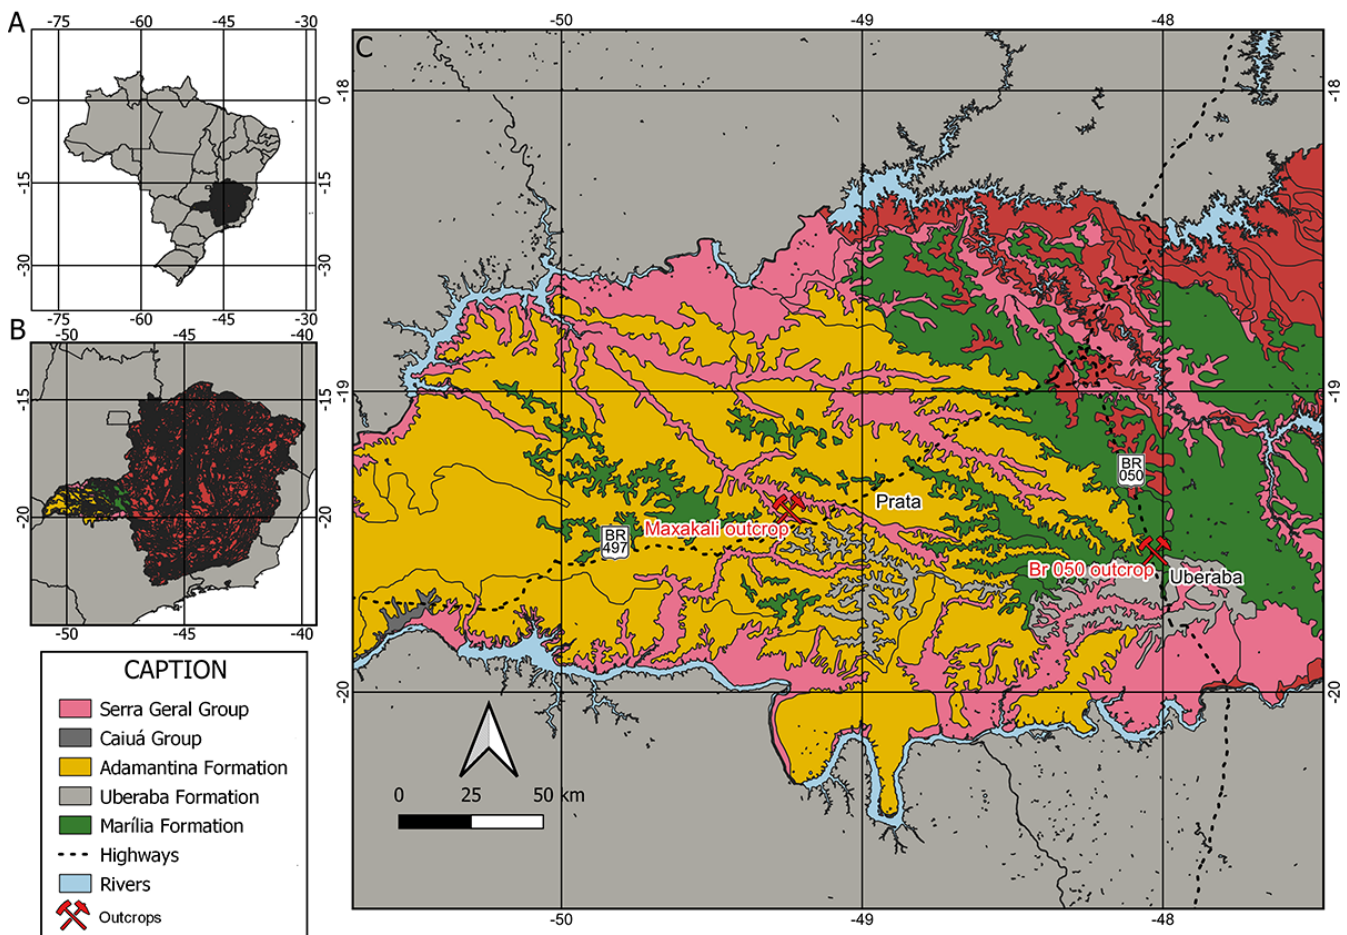 A
-75
-60
-45
-30
0
0
-15
-15
-30
-30
-75
-60
-45
-30
B
-50
-45
-40
-15
-15
-20
-20
-50
-45
-40
CAPTION
Serra Geral Group
Caiuá Group
Adamantina Formation
Uberaba Formation
Marília Formation
Highways
Rivers
Outcrops
C
-50
-49
-48
-18
-18
-19
-19
BR
050
Prata
Maxakali outcrop
BR
497
Br 050 outcrop
Uberaba
-20
-20
0
25
50 km
-50
-49
-48